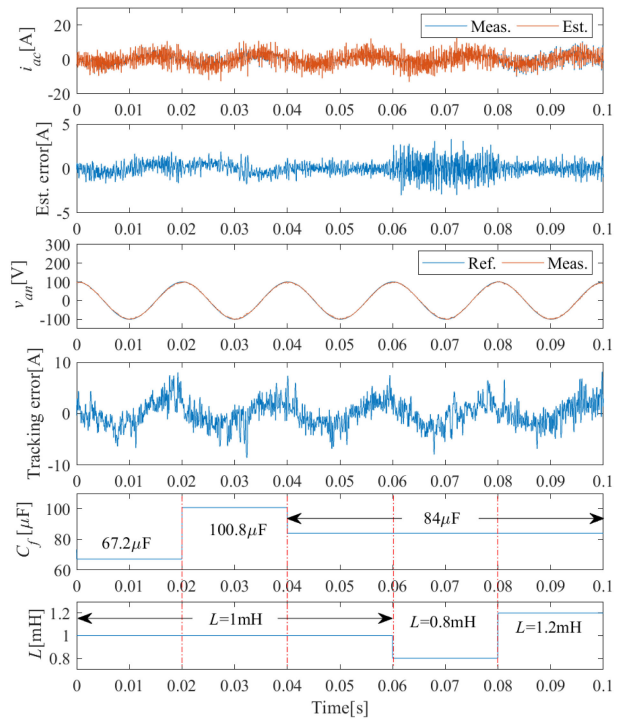 i_ac[A]
20
0
-20
Meas. Est.
0 0.01 0.02 0.03 0.04 0.05 0.06 0.07 0.08 0.09 0.1
Est. error[A]
5
0
-5
0 0.01 0.02 0.03 0.04 0.05 0.06 0.07 0.08 0.09 0.1
v_an[V]
300
200
100
0
-100
Ref. Meas.
0 0.01 0.02 0.03 0.04 0.05 0.06 0.07 0.08 0.09 0.1
Tracking error[A]
10
0
-10
0 0.01 0.02 0.03 0.04 0.05 0.06 0.07 0.08 0.09 0.1
C_f [μF]
100
80
60
67.2μF
100.8μF
84μF
0 0.01 0.02 0.03 0.04 0.05 0.06 0.07 0.08 0.09 0.1
L[mH]
1.2
1
0.8
L=1mH
L=0.8mH
L=1.2mH
0 0.01 0.02 0.03 0.04 0.05 0.06 0.07 0.08 0.09 0.1
Time[s]